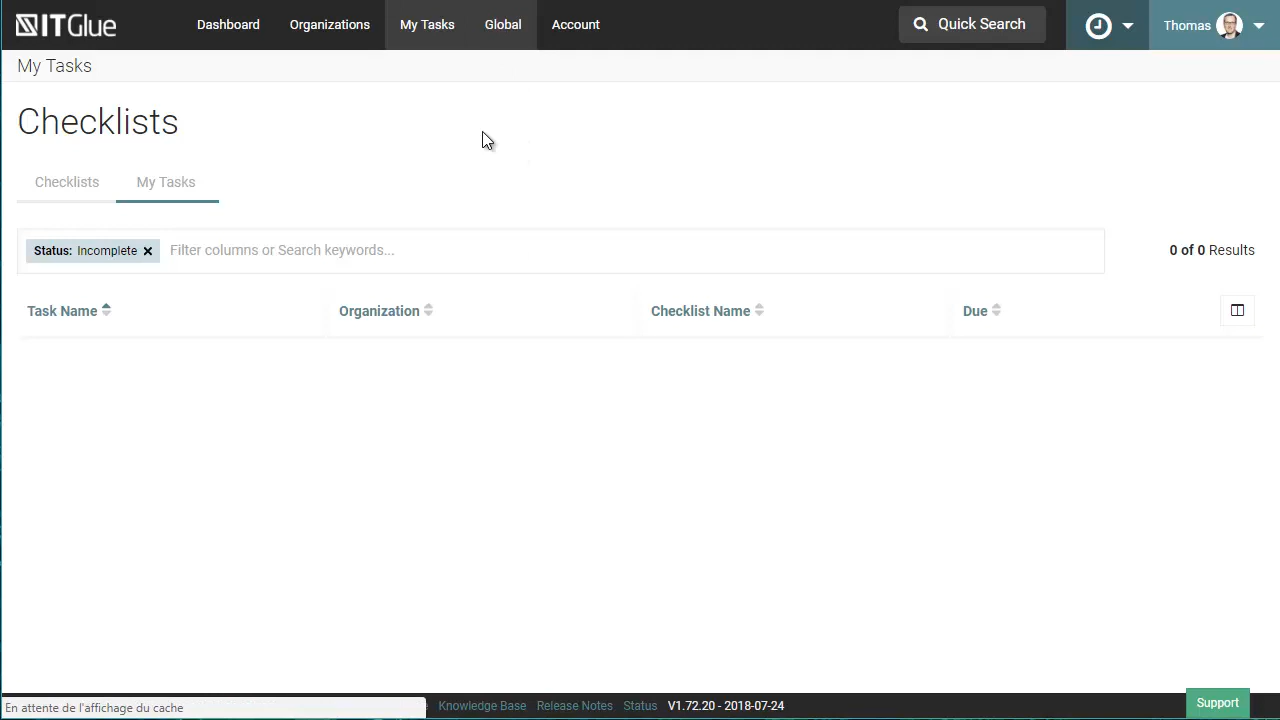 ITGlue Dashboard Organizations My Tasks Global Account Quick Search Thomas
My Tasks
Checklists
Checklists My Tasks
Status: Incomplete × Filter columns or Search keywords... 0 of 0 Results
Task Name Organization Checklist Name Due
En attente de l'affichage du cache Knowledge Base Release Notes Status V1.72.20 - 2018-07-24 Support